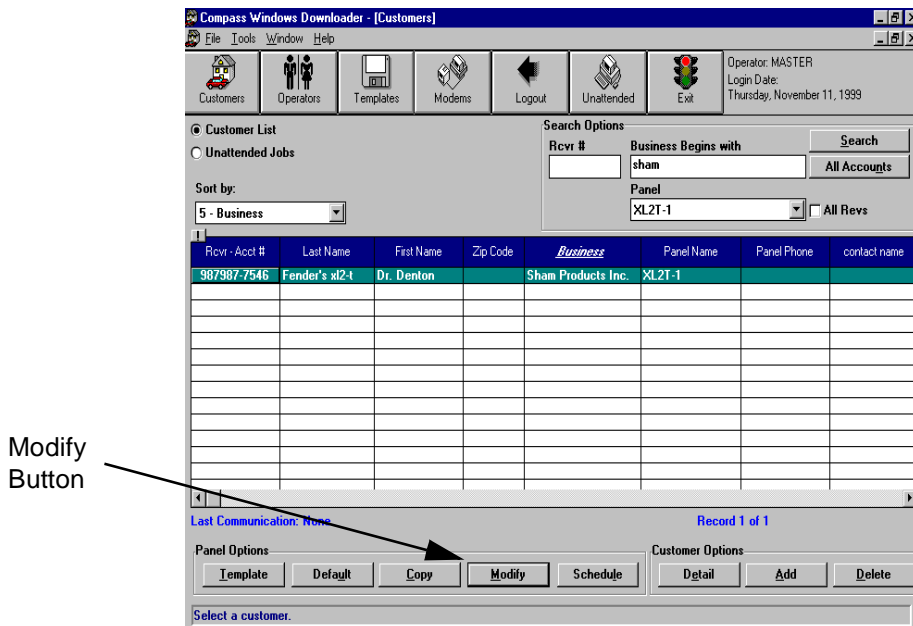 Compass Windows Downloader - [Customers]
File Tools Window Help
Customers Operators Templates Modems Logout Unattended Exit
Operator: MASTER
Login Date:
Thursday, November 11, 1999
Customer List
Unattended Jobs
Sort by:
5 - Business
Search Options
Rcvr # Business Begins with
sham
Search
All Accounts
Panel
XL2T-1
All Revs
!
Rcvr - Acct # Last Name First Name Zip Code Business Panel Name Panel Phone contact name
987987-7546 Fender's xl2-t Dr. Denton Sham Products Inc. XL2T-1
Modify
Button
Last Communication: None Record 1 of 1
Panel Options Customer Options
Template Default Copy Modify Schedule Detail Add Delete
Select a customer.